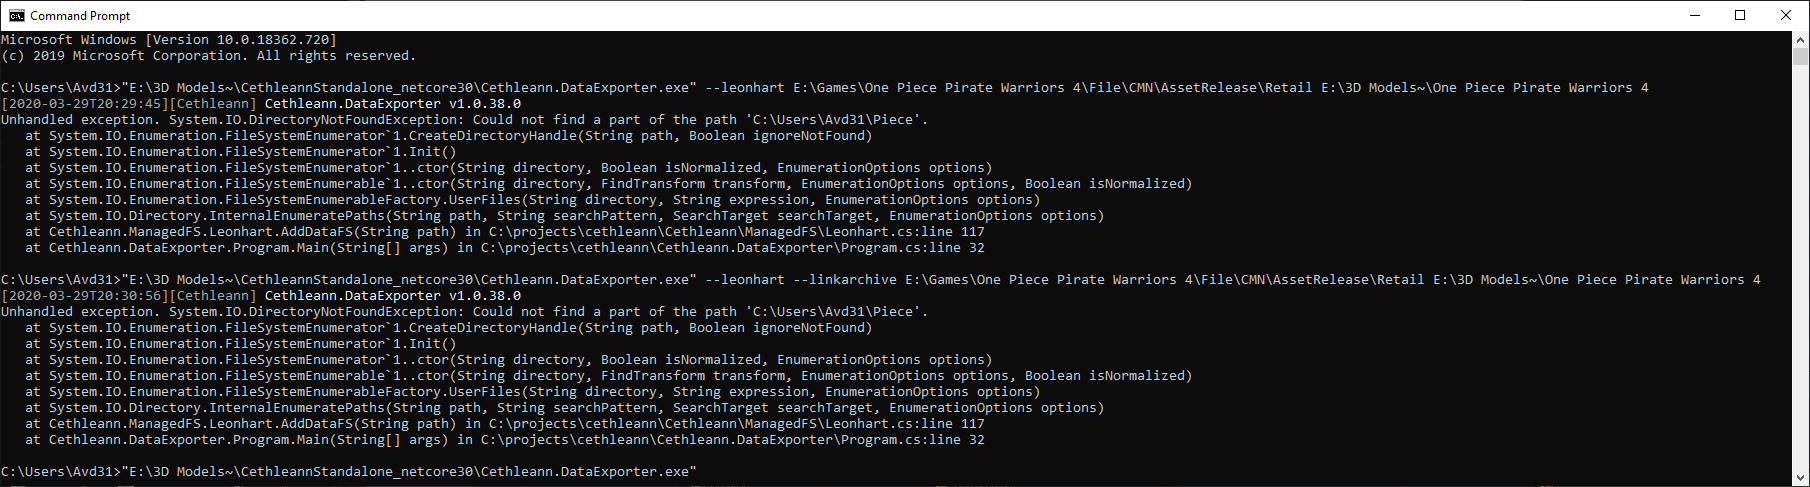 Command Prompt
Microsoft Windows [Version 10.0.18362.720]
(c) 2019 Microsoft Corporation. All rights reserved.
C:\Users\Avd31>"E:\3D Models~\CethleannStandalone_netcore30\Cethleann.DataExporter.exe" --leonhart E:\Games\One Piece Pirate Warriors 4\File\CMN\AssetRelease\Retail E:\3D Models~\One Piece Pirate Warriors 4
[2020-03-29T20:29:45][Cethleann] Cethleann.DataExporter v1.0.38.0
Unhandled exception. System.IO.DirectoryNotFoundException: Could not find a part of the path 'C:\Users\Avd31\Piece'.
   at System.IO.Enumeration.FileSystemEnumerator`1.CreateDirectoryHandle(String path, Boolean ignoreNotFound)
   at System.IO.Enumeration.FileSystemEnumerator`1.Init()
   at System.IO.Enumeration.FileSystemEnumerator`1..ctor(String directory, Boolean isNormalized, EnumerationOptions options)
   at System.IO.Enumeration.FileSystemEnumerable`1..ctor(String directory, FindTransform transform, EnumerationOptions options, Boolean isNormalized)
   at System.IO.Enumeration.FileSystemEnumerableFactory.UserFiles(String directory, String expression, EnumerationOptions options)
   at System.IO.Directory.InternalEnumeratePaths(String path, String searchPattern, SearchTarget searchTarget, EnumerationOptions options)
   at Cethleann.ManagedFS.Leonhart.AddDataFS(String path) in C:\projects\cethleann\Cethleann\ManagedFS\Leonhart.cs:line 117
   at Cethleann.DataExporter.Program.Main(String[] args) in C:\projects\cethleann\Cethleann.DataExporter\Program.cs:line 32
C:\Users\Avd31>"E:\3D Models~\CethleannStandalone_netcore30\Cethleann.DataExporter.exe" --leonhart --linkarchive E:\Games\One Piece Pirate Warriors 4\File\CMN\AssetRelease\Retail E:\3D Models~\One Piece Pirate Warriors 4
[2020-03-29T20:30:56][Cethleann] Cethleann.DataExporter v1.0.38.0
Unhandled exception. System.IO.DirectoryNotFoundException: Could not find a part of the path 'C:\Users\Avd31\Piece'.
   at System.IO.Enumeration.FileSystemEnumerator`1.CreateDirectoryHandle(String path, Boolean ignoreNotFound)
   at System.IO.Enumeration.FileSystemEnumerator`1.Init()
   at System.IO.Enumeration.FileSystemEnumerator`1..ctor(String directory, Boolean isNormalized, EnumerationOptions options)
   at System.IO.Enumeration.FileSystemEnumerable`1..ctor(String directory, FindTransform transform, EnumerationOptions options, Boolean isNormalized)
   at System.IO.Enumeration.FileSystemEnumerableFactory.UserFiles(String directory, String expression, EnumerationOptions options)
   at System.IO.Directory.InternalEnumeratePaths(String path, String searchPattern, SearchTarget searchTarget, EnumerationOptions options)
   at Cethleann.ManagedFS.Leonhart.AddDataFS(String path) in C:\projects\cethleann\Cethleann\ManagedFS\Leonhart.cs:line 117
   at Cethleann.DataExporter.Program.Main(String[] args) in C:\projects\cethleann\Cethleann.DataExporter\Program.cs:line 32
C:\Users\Avd31>"E:\3D Models~\CethleannStandalone_netcore30\Cethleann.DataExporter.exe"